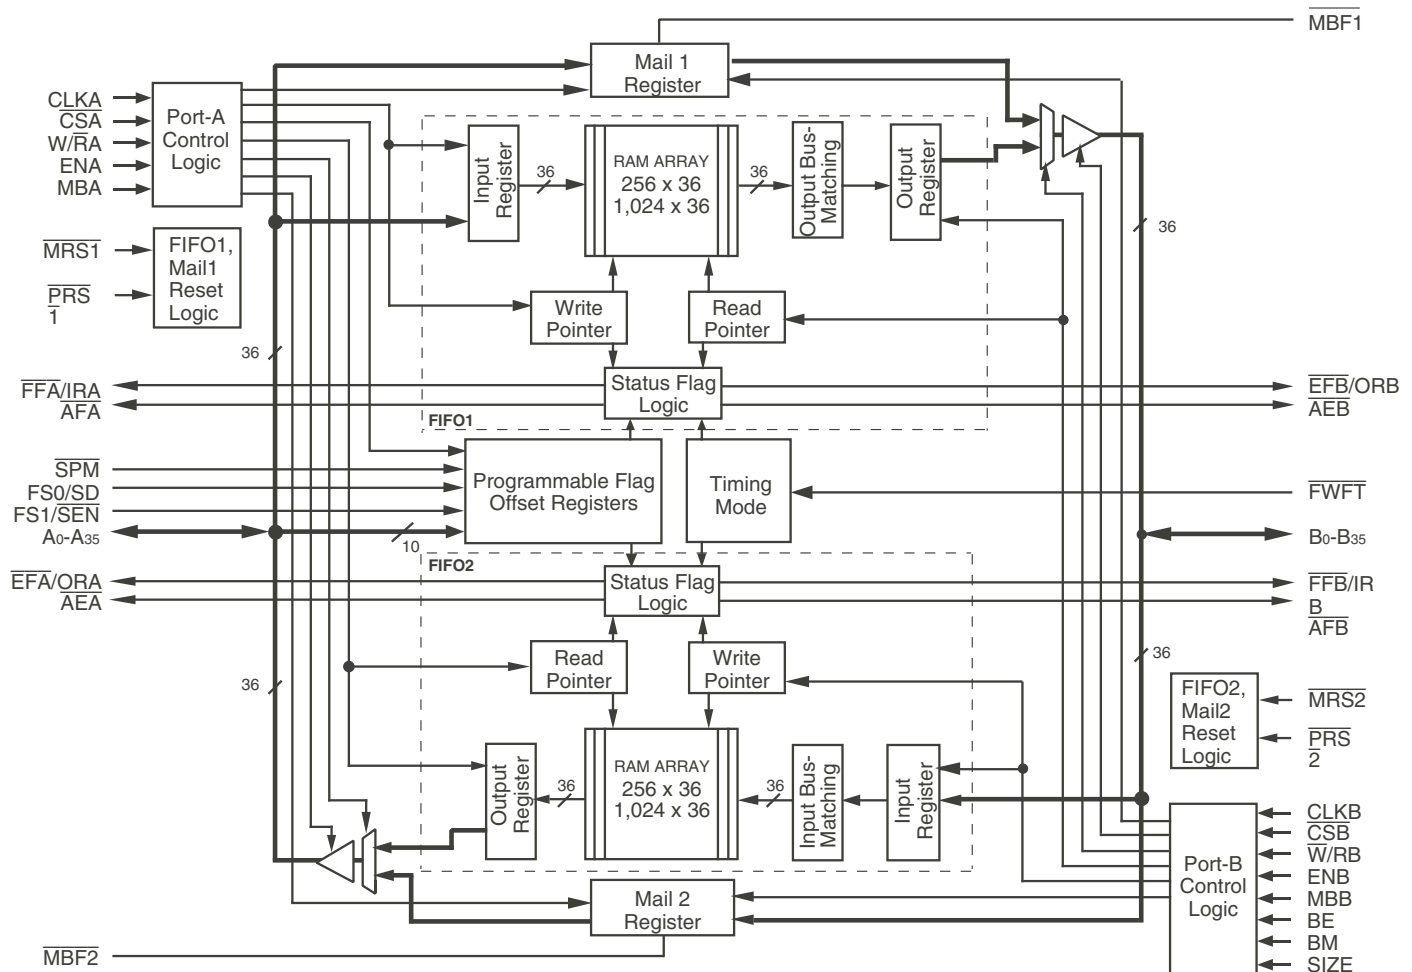 MBF1
Mail 1
Register
CLKA
CSA
W/RA
ENA
MBA
Port-A
Control
Logic
Input
Register
36
RAM ARRAY
256 x 36
1,024 x 36
36
Output Bus-
Matching
Output
Register
36
MRS1
PRS
1
FIFO1,
Mail1
Reset
Logic
Write
Pointer
Read
Pointer
36
FFA/IRA
AFA
Status Flag
Logic
EFB/ORB
AEB
FIFO1
SPM
FS0/SD
FS1/SEN
A0-A35
Programmable Flag
Offset Registers
10
Timing
Mode
FWFT
B0-B35
FIFO2
EFA/ORA
AEA
Status Flag
Logic
FFB/IR
B
AFB
Read
Pointer
Write
Pointer
36
36
FIFO2,
Mail2
Reset
Logic
MRS2
PRS
2
Output
Register
36
RAM ARRAY
256 x 36
1,024 x 36
36
Input Bus-
Matching
Input
Register
Port-B
Control
Logic
CLKB
CSB
W/RB
ENB
MBB
BE
BM
SIZE
Mail 2
Register
MBF2